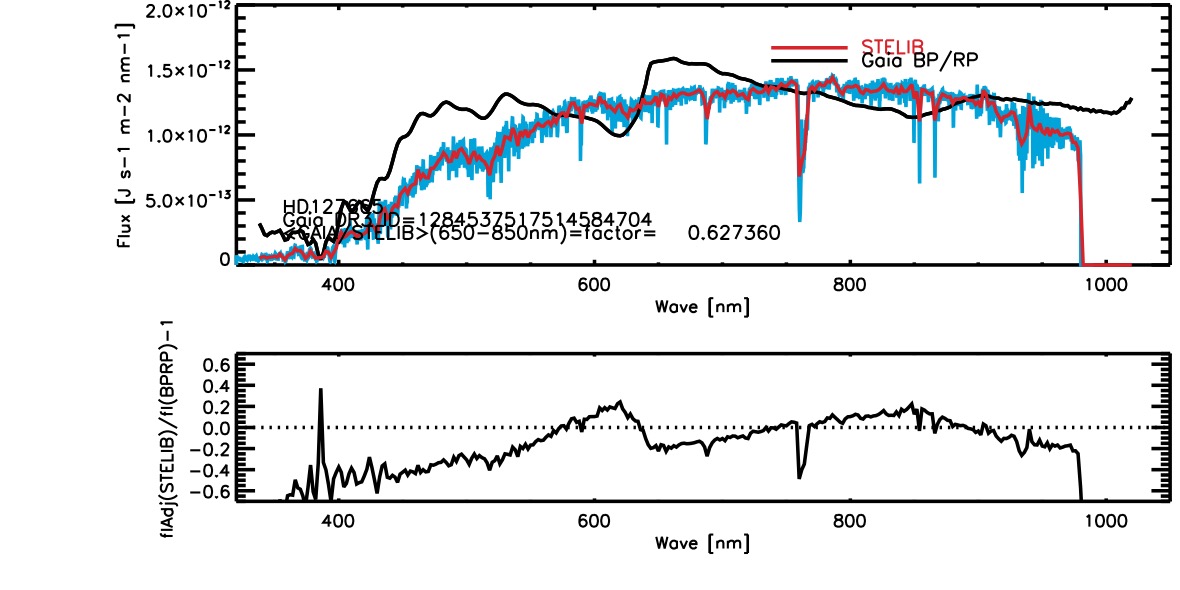 2.0×10−12
1.5×10−12
1.0×10−12
5.0×10−13
0
Flux [J s−1 m−2 nm−1]
STELIB
Gaia BP/RP
Gaia DR3 ID=1284537517514584704
STELIB>(650−850nm)=factor= 0.627360
400 600 800 1000
Wave [nm]
0.6
0.4
0.2
0.0
−0.2
−0.4
−0.6
flAdj(STELIB)/fl(BPRP)−1
400 600 800 1000
Wave [nm]